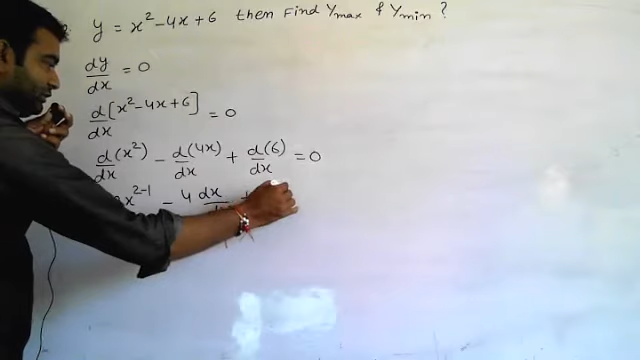 y = x² - 4x + 6 then Find Ymax & Ymin ?
dy/dx = 0
d/dx [x² - 4x + 6] = 0
d(x²)/dx - d(4x)/dx + d(6)/dx = 0
x²⁻¹ - 4 dx/dx +